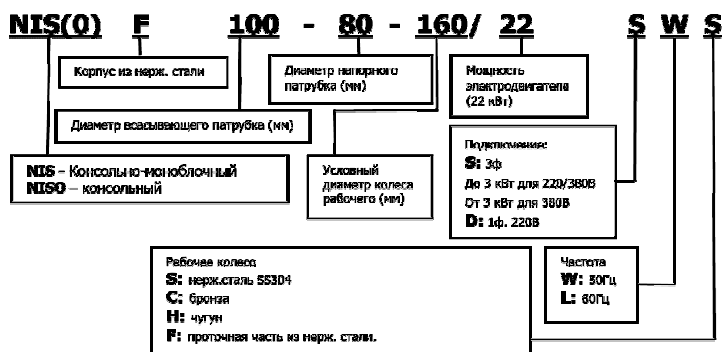 NIS(O) F 100 - 80 - 160/ 22 S W S
Корпус из нерж. стали
Диаметр напорного
патрубка (мм)
Мощность
электродвигателя
(22 кВт)
Диаметр всасывающего патрубка (мм)
NIS – Консольно-моноблочный
NISO – консольный
Условный
диаметр колеса
рабочего (мм)
Подключение:
S: 3ф
До 3 кВт для 220/380В
От 3 кВт для 380В
D: 1ф. 220В
Рабочее колесо
S: нерж.сталь SS304
C: бронза
H: чугун
F: проточная часть из нерж. стали.
Частота
W: 50Гц
L: 60Гц